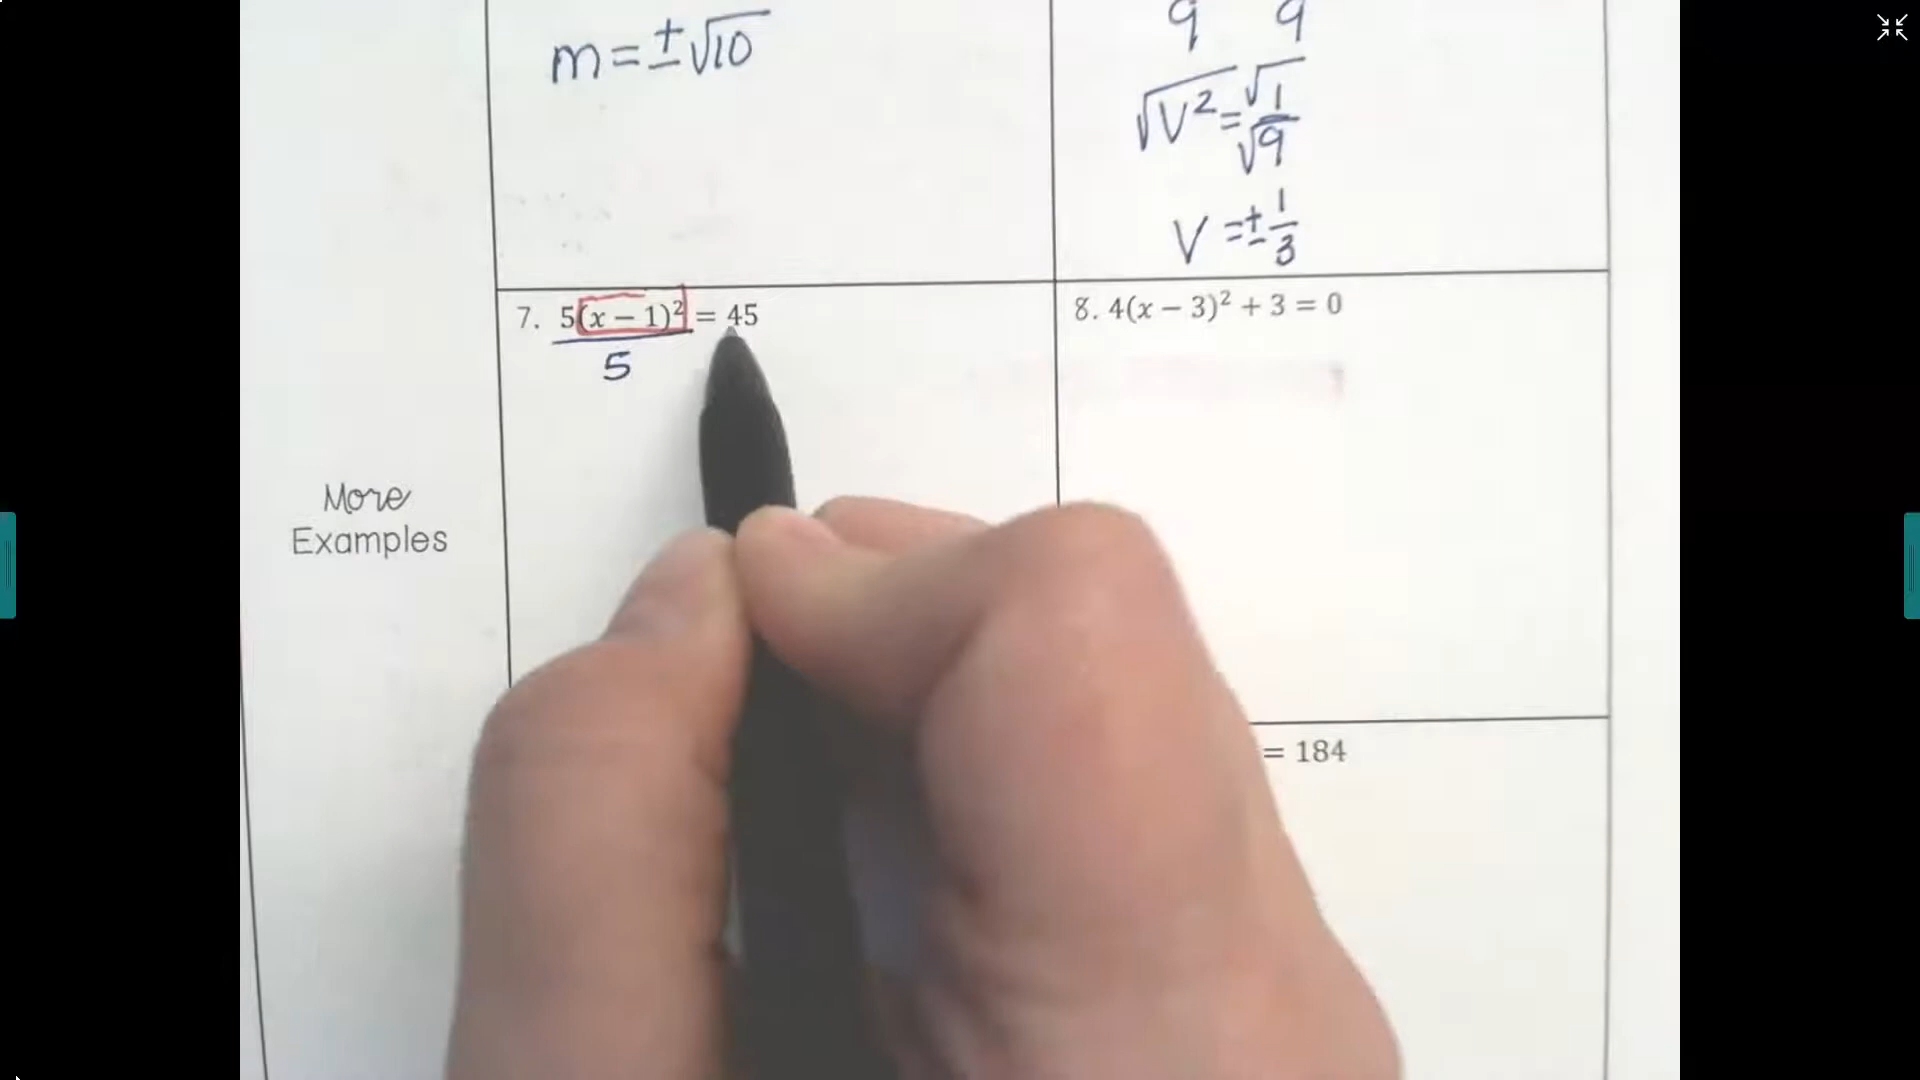 m = ±√10
9 9
√V² = √1/√9
V = ± 1/3
7. 5(x − 1)² = 45
5
8. 4(x − 3)² + 3 = 0
More
Examples
= 184